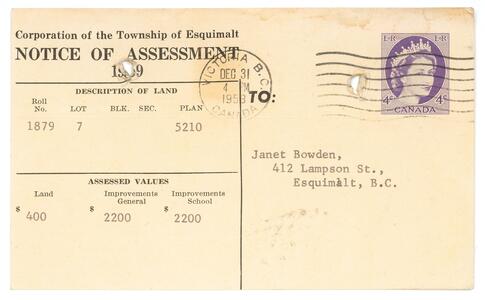 Corporation of the Township of Esquimalt
NOTICE OF ASSESSMENT
1959
DESCRIPTION OF LAND
Roll No. LOT BLK. SEC. PLAN
1879 7 5210
ASSESSED VALUES
Land Improvements General Improvements School
$ 400 $ 2200 $ 2200
VICTORIA B.C.
DEC 31
4 PM
1958
CANADA
TO:
E·R E·R
4¢ CANADA 4¢
Janet Bowden,
412 Lampson St.,
Esquimalt, B.C.